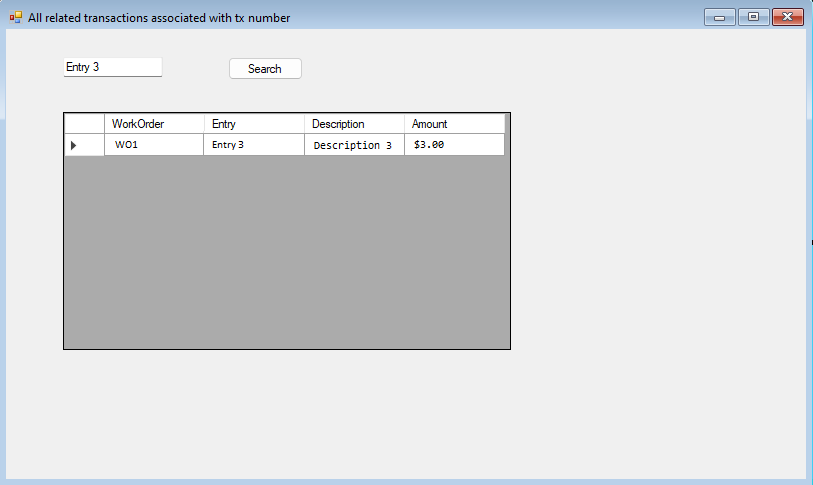 All related transactions associated with tx number
Entry 3 Search
WorkOrder Entry Description Amount
WO1 Entry 3 Description 3 $3.00